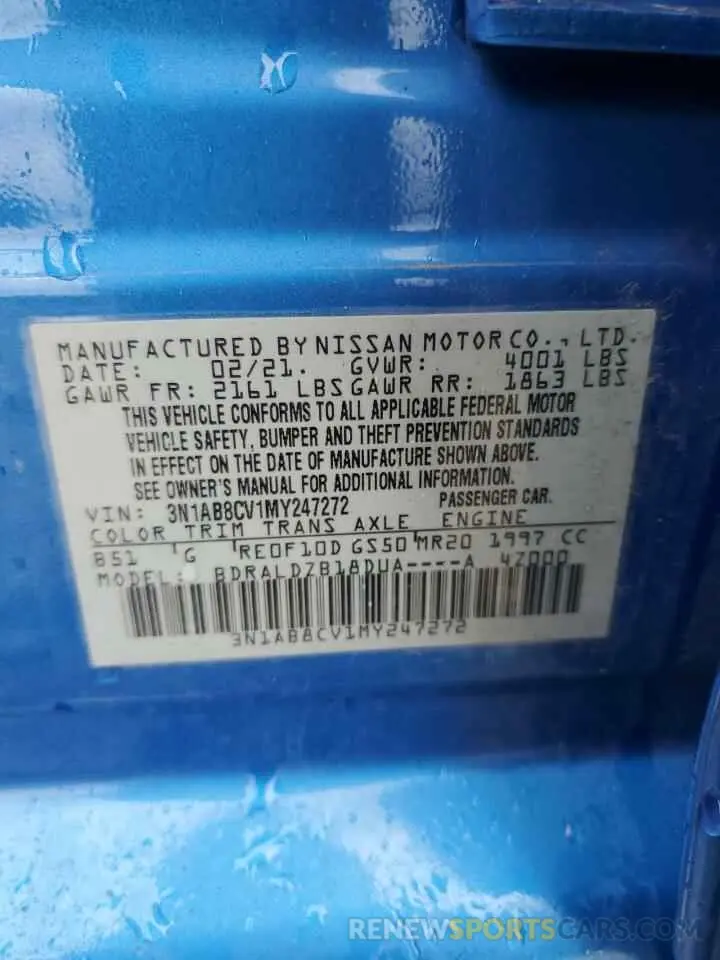 MANUFACTURED BY NISSAN MOTOR CO., LTD.
DATE: 02/21. GVWR: 4001 LBS
GAWR FR: 2161 LBS GAWR RR: 1863 LBS
THIS VEHICLE CONFORMS TO ALL APPLICABLE FEDERAL MOTOR
VEHICLE SAFETY, BUMPER AND THEFT PREVENTION STANDARDS
IN EFFECT ON THE DATE OF MANUFACTURE SHOWN ABOVE.
SEE OWNER'S MANUAL FOR ADDITIONAL INFORMATION.
VIN: 3N1AB8CV1MY247272 PASSENGER CAR.
COLOR TRIM TRANS AXLE ENGINE
B51 G RE0F10D GS50 MR20 1997 CC
MODEL: BDRALDZB18DUA----A 4Z000
3N1AB8CV1MY247272
RENEWSPORTSCARS.COM